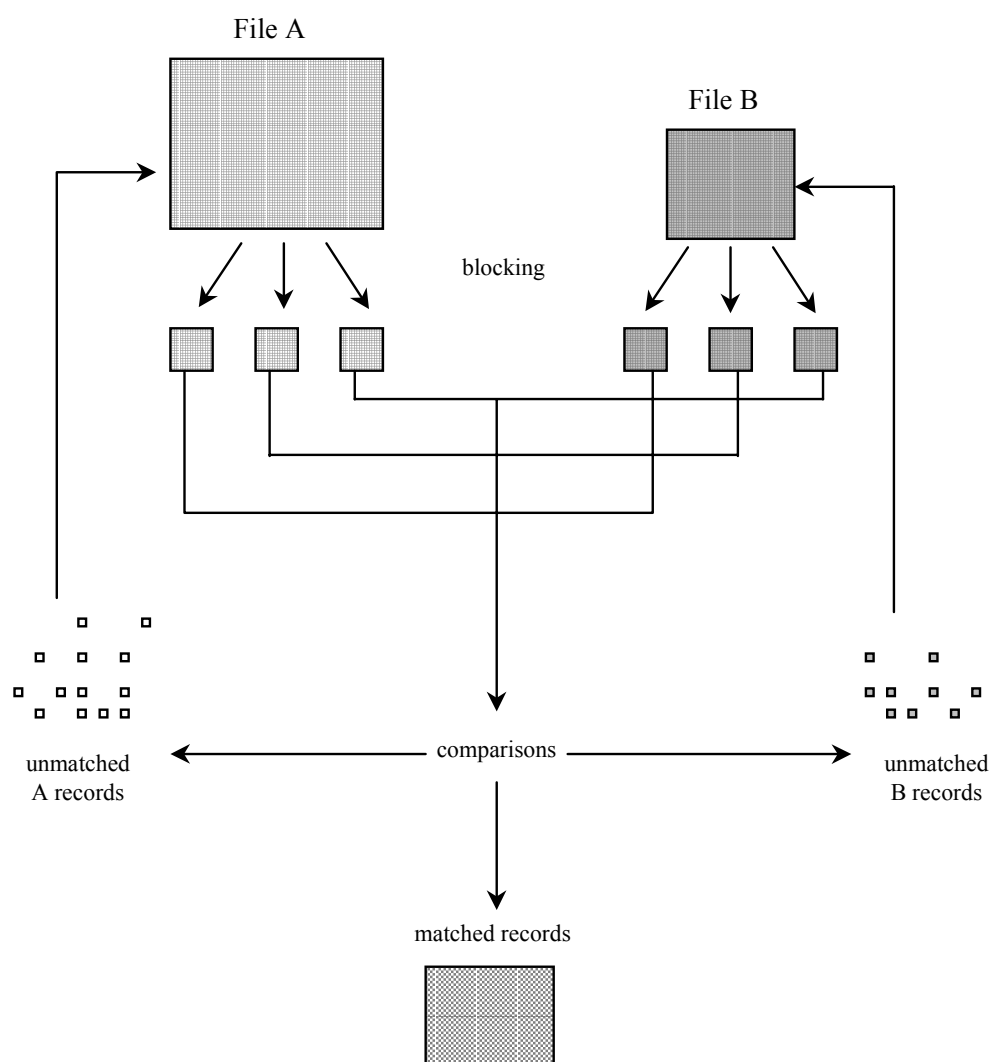 File A
File B
blocking
comparisons
unmatched
A records
unmatched
B records
matched records